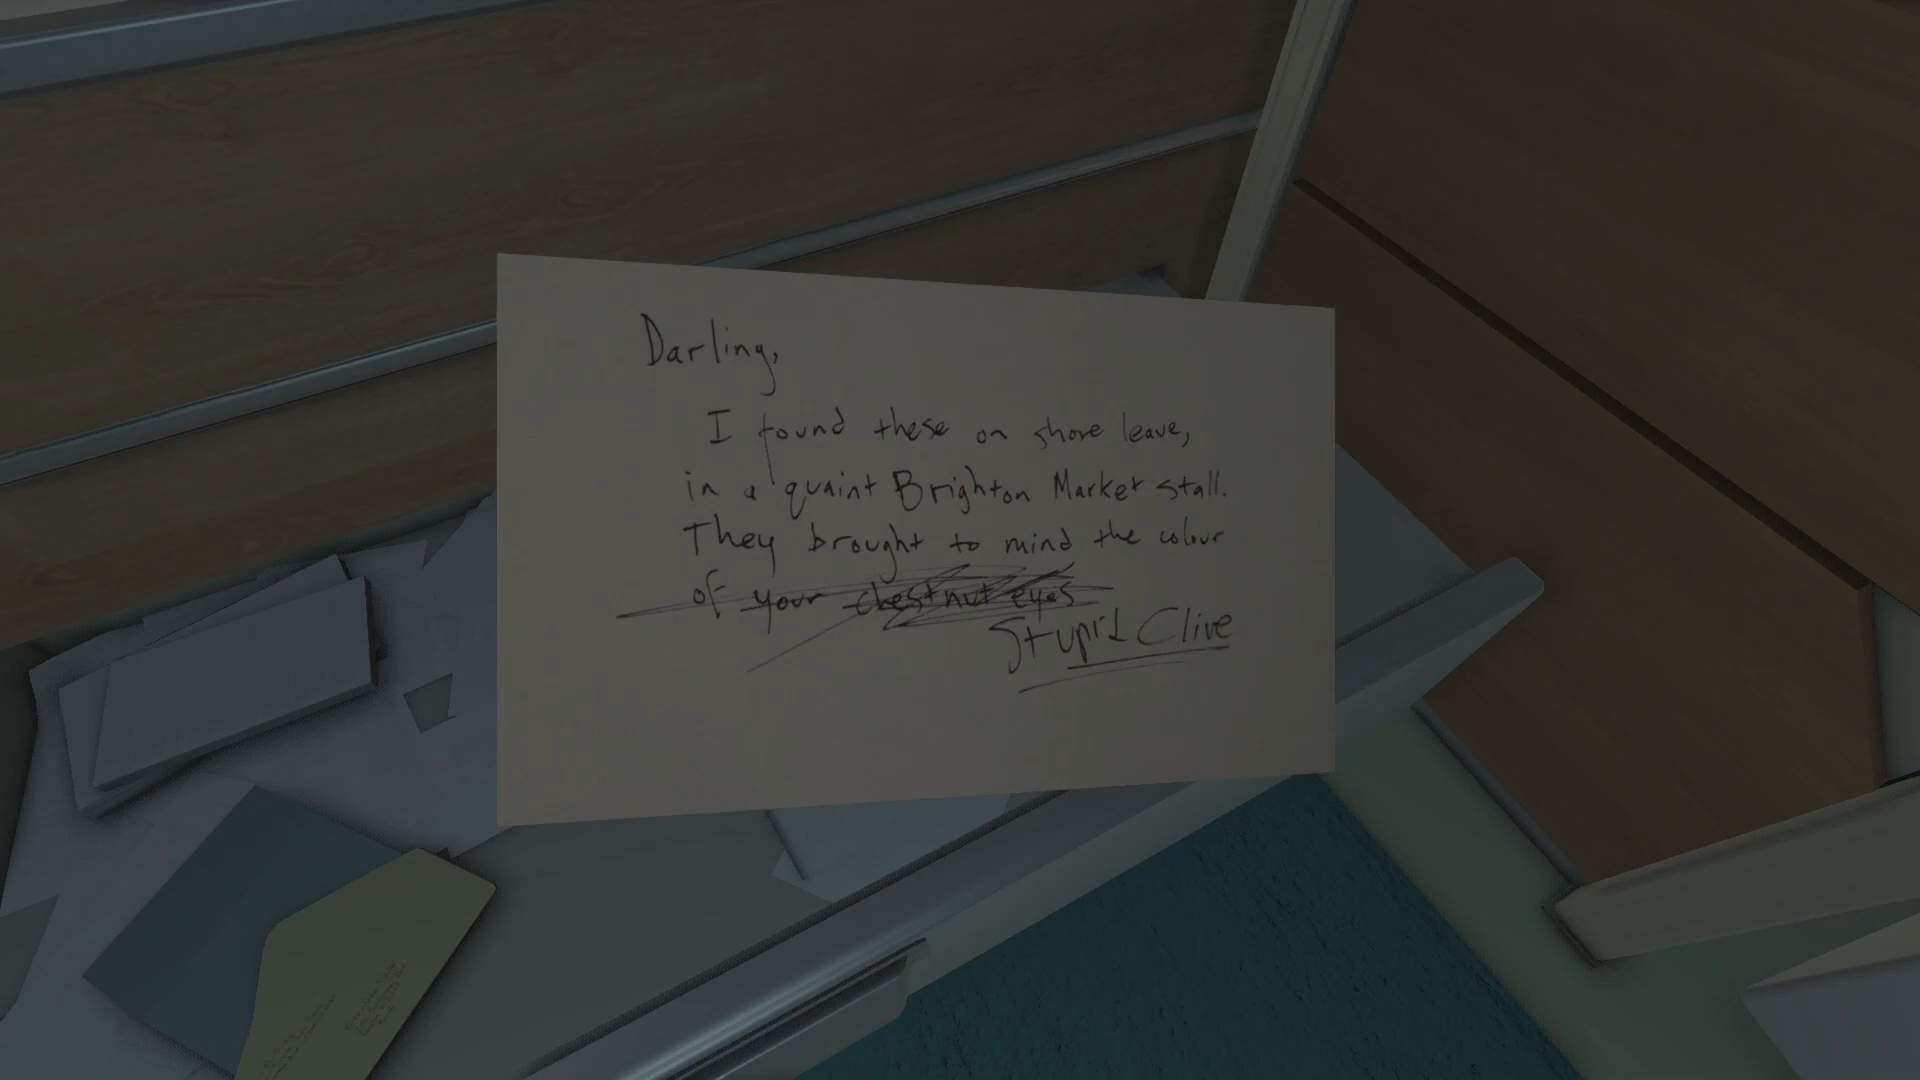 Darling,
I found these on shore leave,
in a quaint Brighton Market stall.
They brought to mind the colour
of your chestnut eyes
Stupid Clive